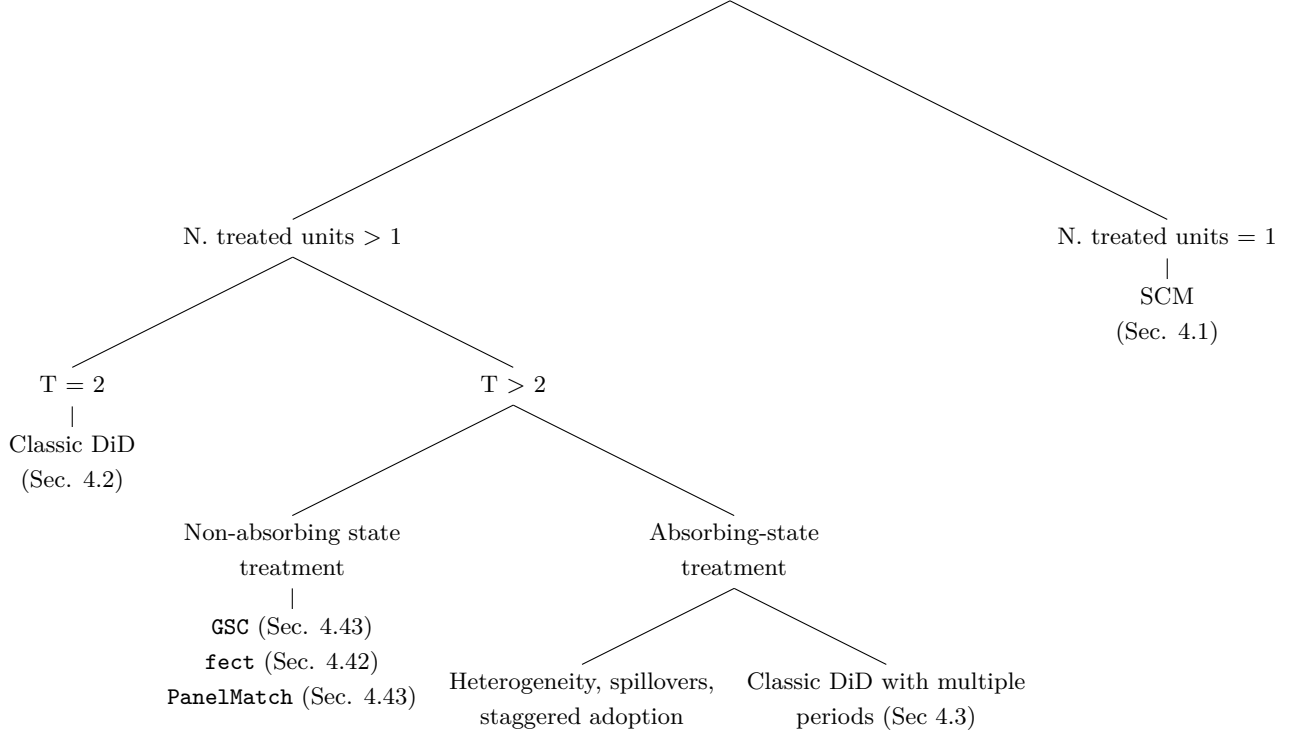 N. treated units > 1
N. treated units = 1
SCM
(Sec. 4.1)
T = 2
T > 2
Classic DiD
(Sec. 4.2)
Non-absorbing state
treatment
Absorbing-state
treatment
GSC (Sec. 4.43)
fect (Sec. 4.42)
PanelMatch (Sec. 4.43)
Heterogeneity, spillovers,
staggered adoption
Classic DiD with multiple
periods (Sec 4.3)